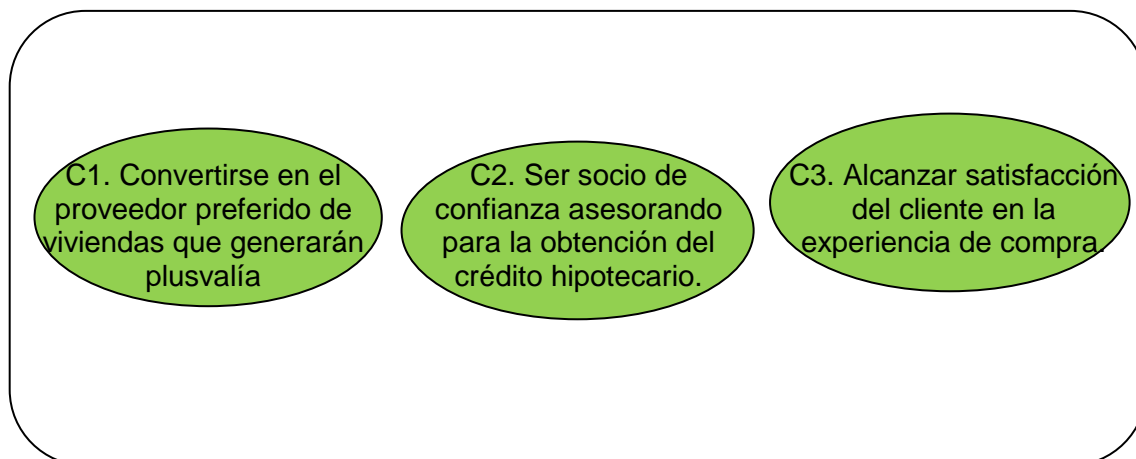 C1. Convertirse en el
proveedor preferido de
viviendas que generarán
plusvalía
C2. Ser socio de
confianza asesorando
para la obtención del
crédito hipotecario.
C3. Alcanzar satisfacción
del cliente en la
experiencia de compra.